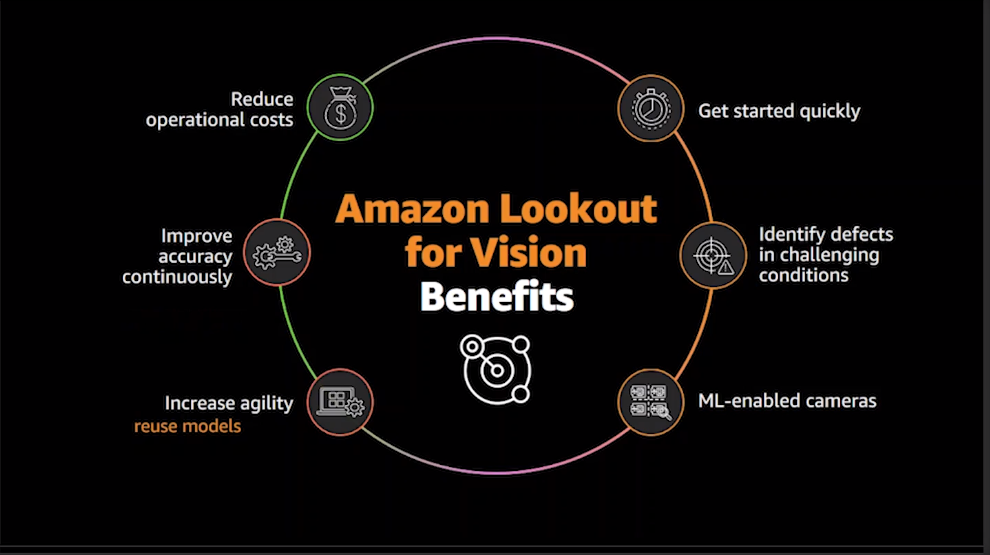 Amazon Lookout
for Vision
Benefits
Get started quickly
Identify defects
in challenging
conditions
ML-enabled cameras
Increase agility
reuse models
Improve
accuracy
continuously
Reduce
operational costs
$